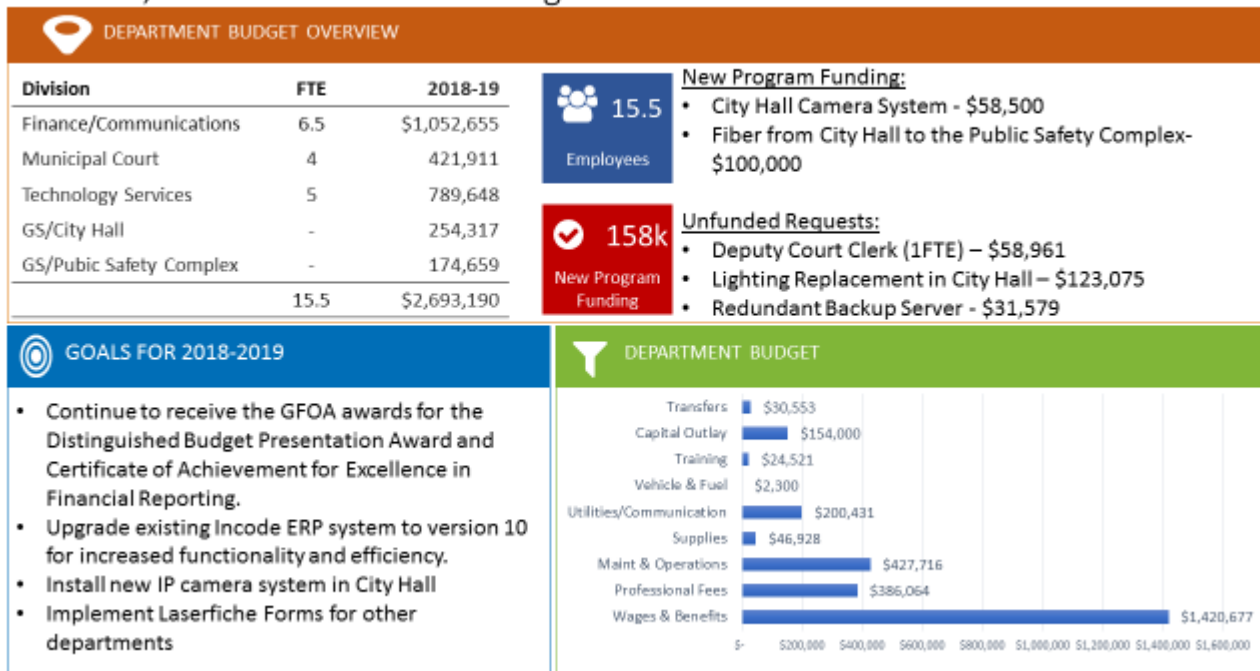 DEPARTMENT BUDGET OVERVIEW
Division FTE 2018-19
Finance/Communications 6.5 $1,052,655
Municipal Court 4 421,911
Technology Services 5 789,648
GS/City Hall - 254,317
GS/Pubic Safety Complex - 174,659
15.5 $2,693,190
15.5
Employees
158k
New Program
Funding
New Program Funding:
• City Hall Camera System - $58,500
• Fiber from City Hall to the Public Safety Complex-
$100,000
Unfunded Requests:
• Deputy Court Clerk (1FTE) – $58,961
• Lighting Replacement in City Hall – $123,075
• Redundant Backup Server - $31,579
GOALS FOR 2018-2019
• Continue to receive the GFOA awards for the
Distinguished Budget Presentation Award and
Certificate of Achievement for Excellence in
Financial Reporting.
• Upgrade existing Incode ERP system to version 10
for increased functionality and efficiency.
• Install new IP camera system in City Hall
• Implement Laserfiche Forms for other
departments
DEPARTMENT BUDGET
Transfers $30,553
Capital Outlay $154,000
Training $24,521
Vehicle & Fuel $2,300
Utilities/Communication $200,431
Supplies $46,928
Maint & Operations $427,716
Professional Fees $386,064
Wages & Benefits $1,420,677
$- $200,000 $400,000 $600,000 $800,000 $1,000,000 $1,200,000 $1,400,000 $1,600,000